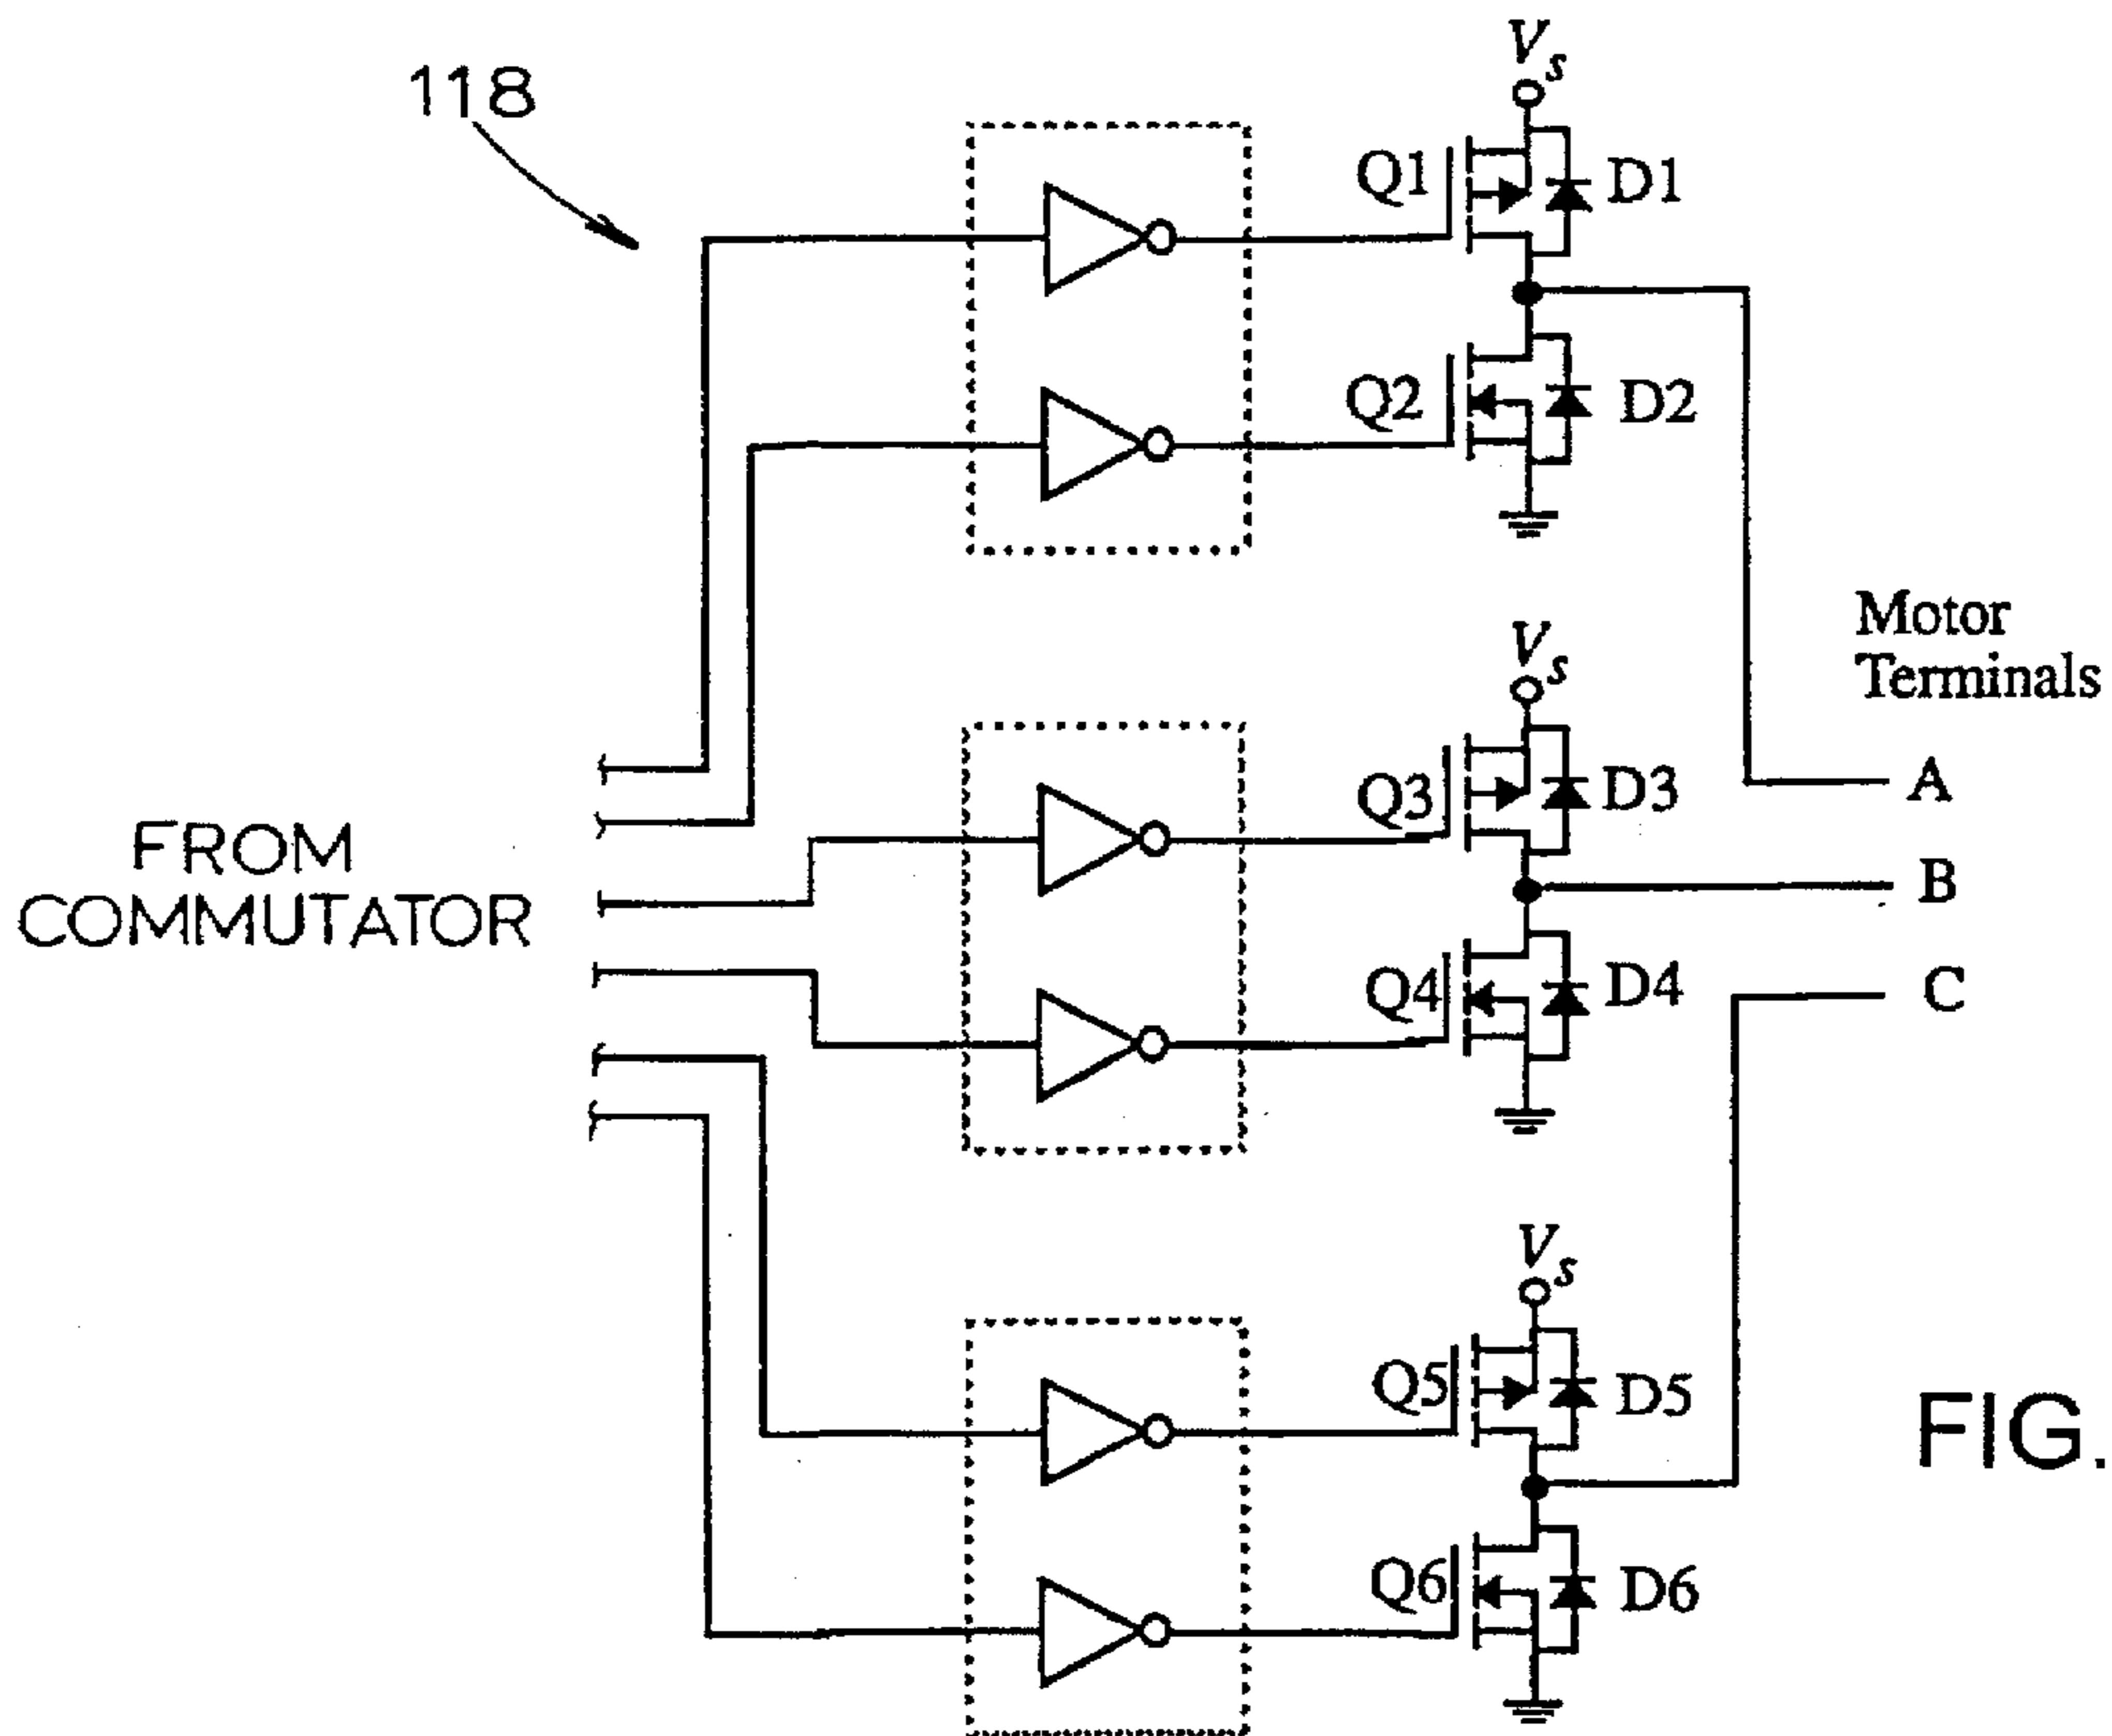 118
Vs
Q1
D1
Q2
D2
Motor
Terminals
Vs
Q3
D3
A
FROM
COMMUTATOR
B
Q4
D4
C
Vs
Q5
D5
FIG.
Q6
D6